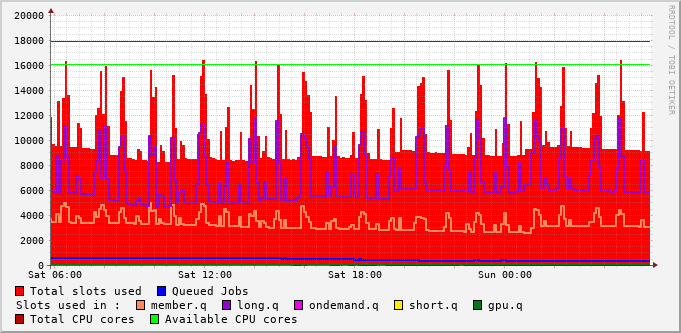 20000
18000
16000
14000
12000
10000
8000
6000
4000
2000
0
Sat 06:00 Sat 12:00 Sat 18:00 Sun 00:00
Total slots used Queued Jobs
Slots used in : member.q long.q ondemand.q short.q gpu.q
Total CPU cores Available CPU cores
RRDTOOL / TOBI OETIKER